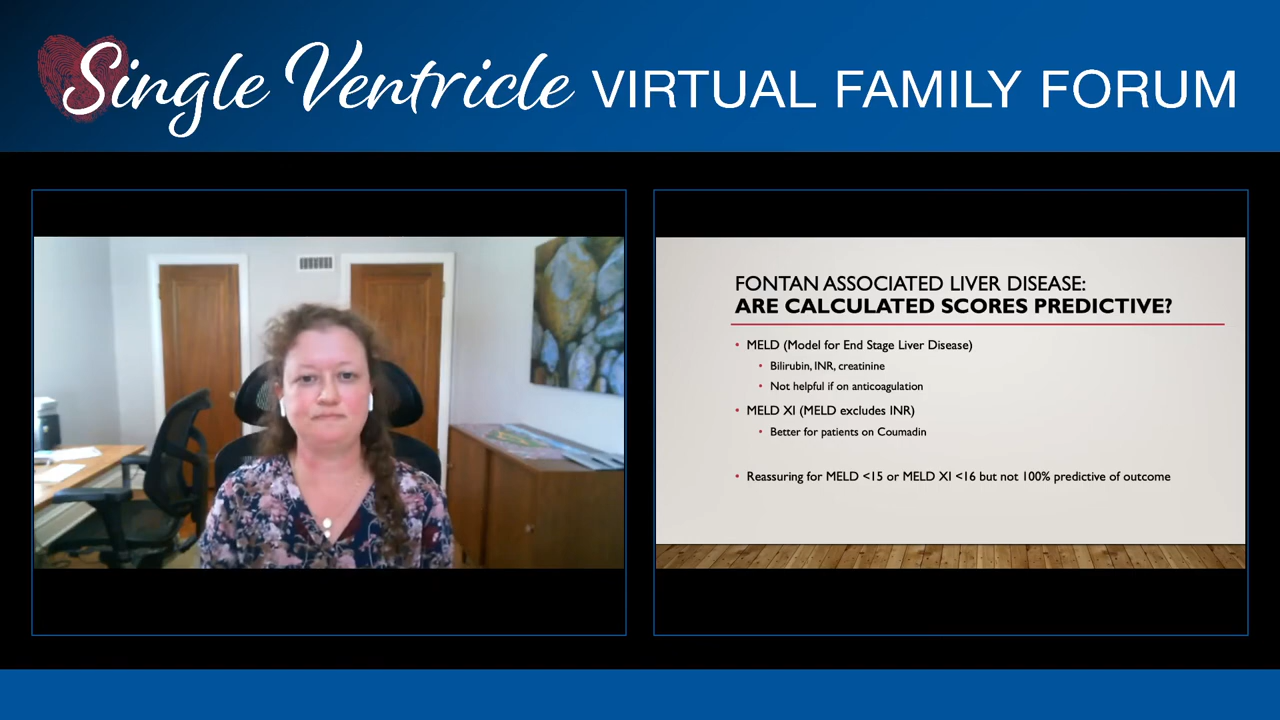 Single Ventricle VIRTUAL FAMILY FORUM
FONTAN ASSOCIATED LIVER DISEASE:
ARE CALCULATED SCORES PREDICTIVE?
• MELD (Model for End Stage Liver Disease)
• Bilirubin, INR, creatinine
• Not helpful if on anticoagulation
• MELD XI (MELD excludes INR)
• Better for patients on Coumadin
• Reassuring for MELD <15 or MELD XI <16 but not 100% predictive of outcome